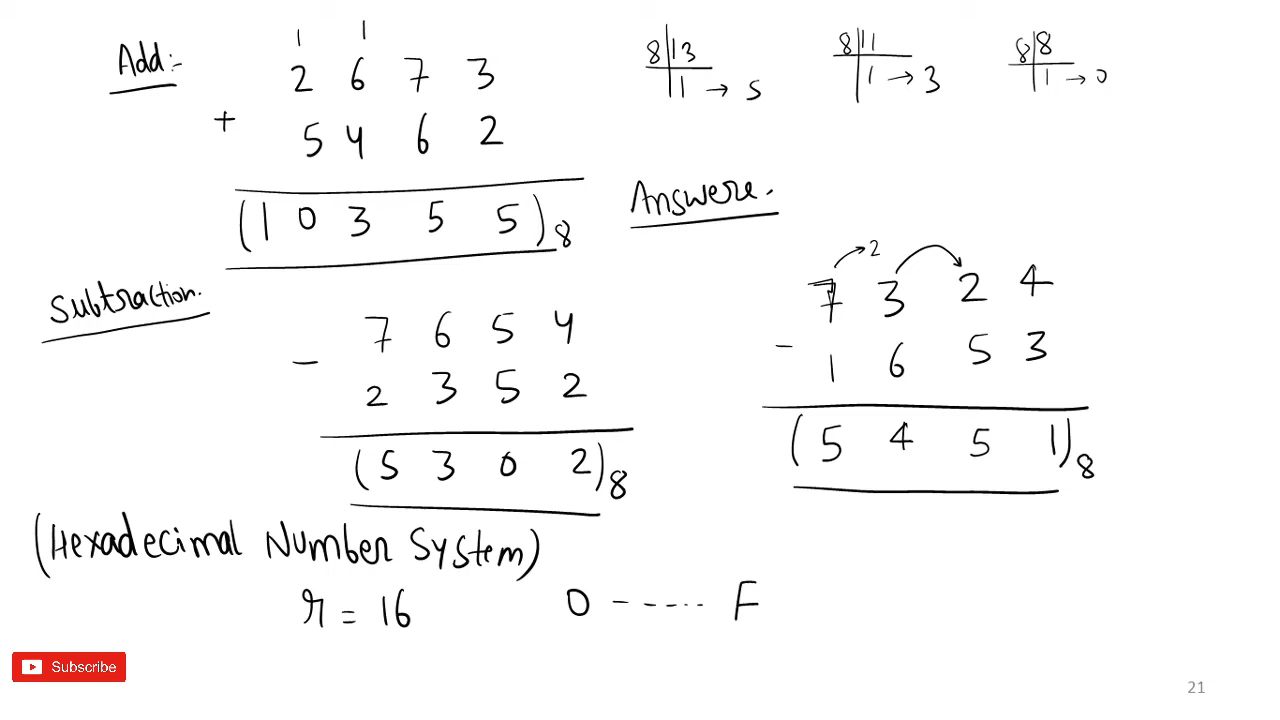 Add:-
1 1
2 6 7 3
+ 5 4 6 2
(1 0 3 5 5)8
8 13
1 → 5
8 11
1 → 3
8 8
1 → 0
Answere.
Subtraction.
7 6 5 4
- 2 3 5 2
(5 3 0 2)8
2
7 3 2 4
- 1 6 5 3
(5 4 5 1)8
(Hexadecimal Number System)
r = 16 0 ------ F
Subscribe
21